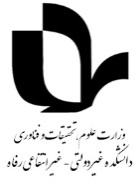 وزارت علوم، تحقیقات و فناوری
دانشکده غیردولتی - غیرانتفاعی رفاه